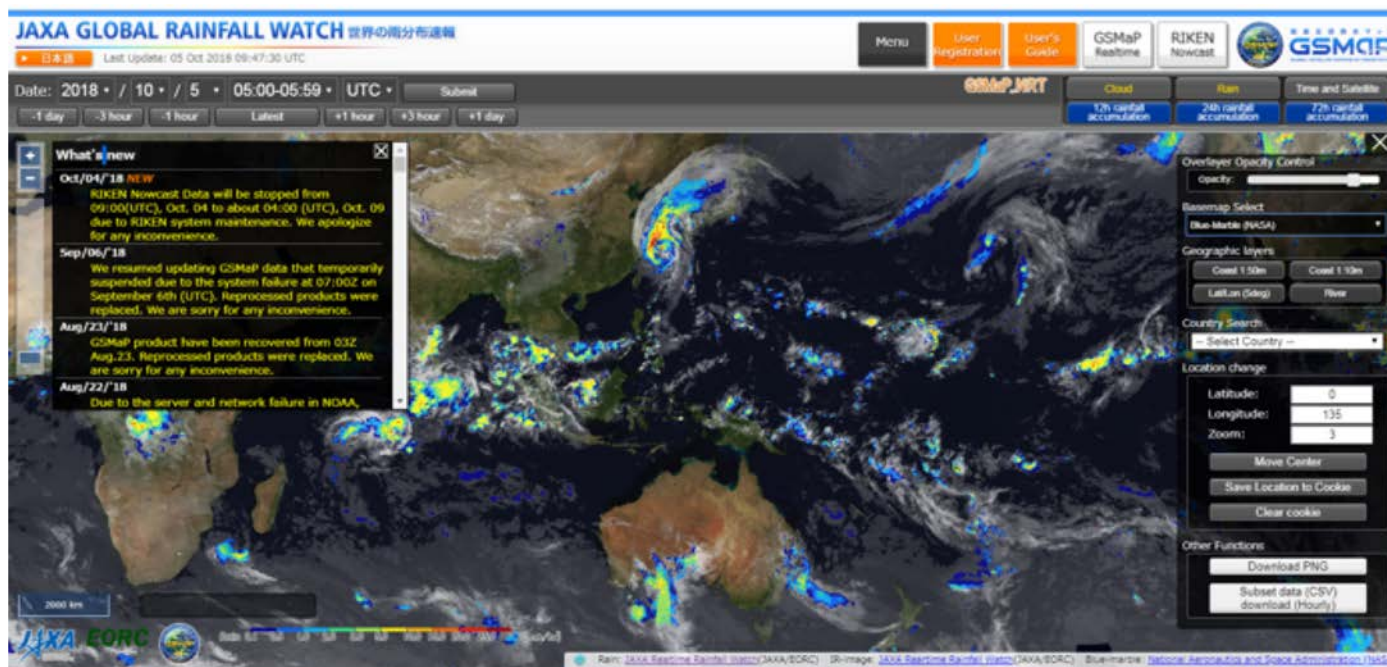 JAXA GLOBAL RAINFALL WATCH 世界の雨分布速報
日本語 Last Update: 05 Oct 2018 09:47:30 UTC
Menu
User Registration
User's Guide
GSMaP Realtime
RIKEN Nowcast
GSMaP
Date: 2018 / 10 / 5 05:00-05:59 UTC Submit
-1 day -3 hour -1 hour Latest +1 hour +3 hour +1 day
GSMaP_NRT
Cloud Rain Time and Satellite
12h rainfall accumulation
24h rainfall accumulation
72h rainfall accumulation
What's new
Oct/04/'18 NEW
RIKEN Nowcast Data will be stopped from
09:00(UTC), Oct. 04 to about 04:00 (UTC), Oct. 09
due to RIKEN system maintenance. We apologize
for any inconvenience.
Sep/06/'18
We resumed updating GSMaP data that temporarily
suspended due to the system failure at 07:00Z on
September 6th (UTC). Reprocessed products were
replaced. We are sorry for any inconvenience.
Aug/23/'18
GSMaP product have been recovered from 03Z
Aug.23. Reprocessed products were replaced. We
are sorry for any inconvenience.
Aug/22/'18
Due to the server and network failure in NOAA,
Overlayer Opacity Control
Opacity:
Basemap Select
Blue-Marble (NASA)
Geographic layers
Coast 1:50m Coast 1:10m
Lat/Lon (5deg) River
Country Search
-- Select Country --
Location change
Latitude: 0
Longitude: 135
Zoom: 3
Move Center
Save Location to Cookie
Clear cookie
Other Functions
Download PNG
Subset data (CSV)
download (Hourly)
2000 km
JAXA EORC
Rain: JAXA Realtime Rainfall Watch(JAXA/EORC) IR-Image: JAXA Realtime Rainfall Watch(JAXA/EORC) Blue-marble: National Aeronautics and Space Administration (NAS